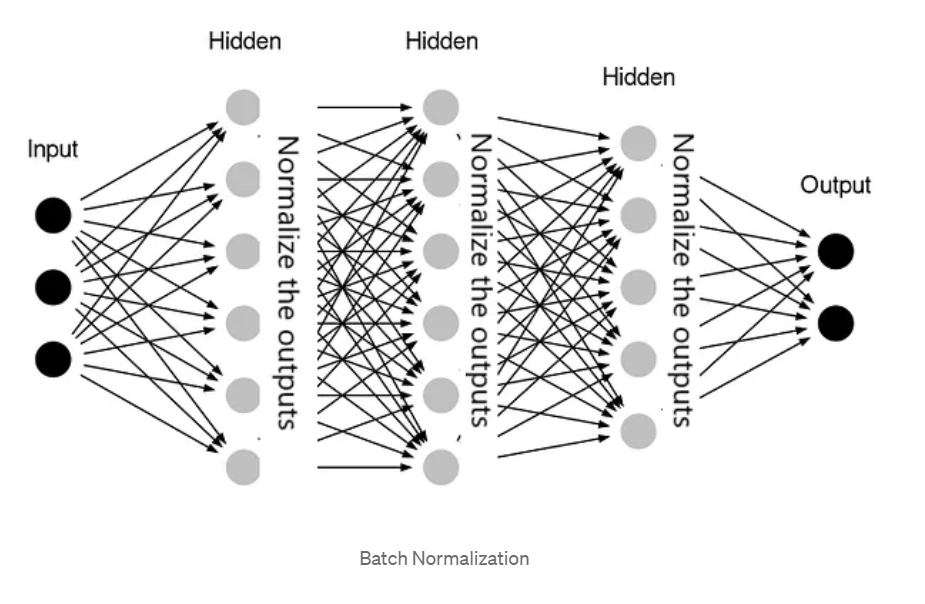 Input
Hidden
Normalize the outputs
Hidden
Normalize the outputs
Hidden
Normalize the outputs
Output
Batch Normalization